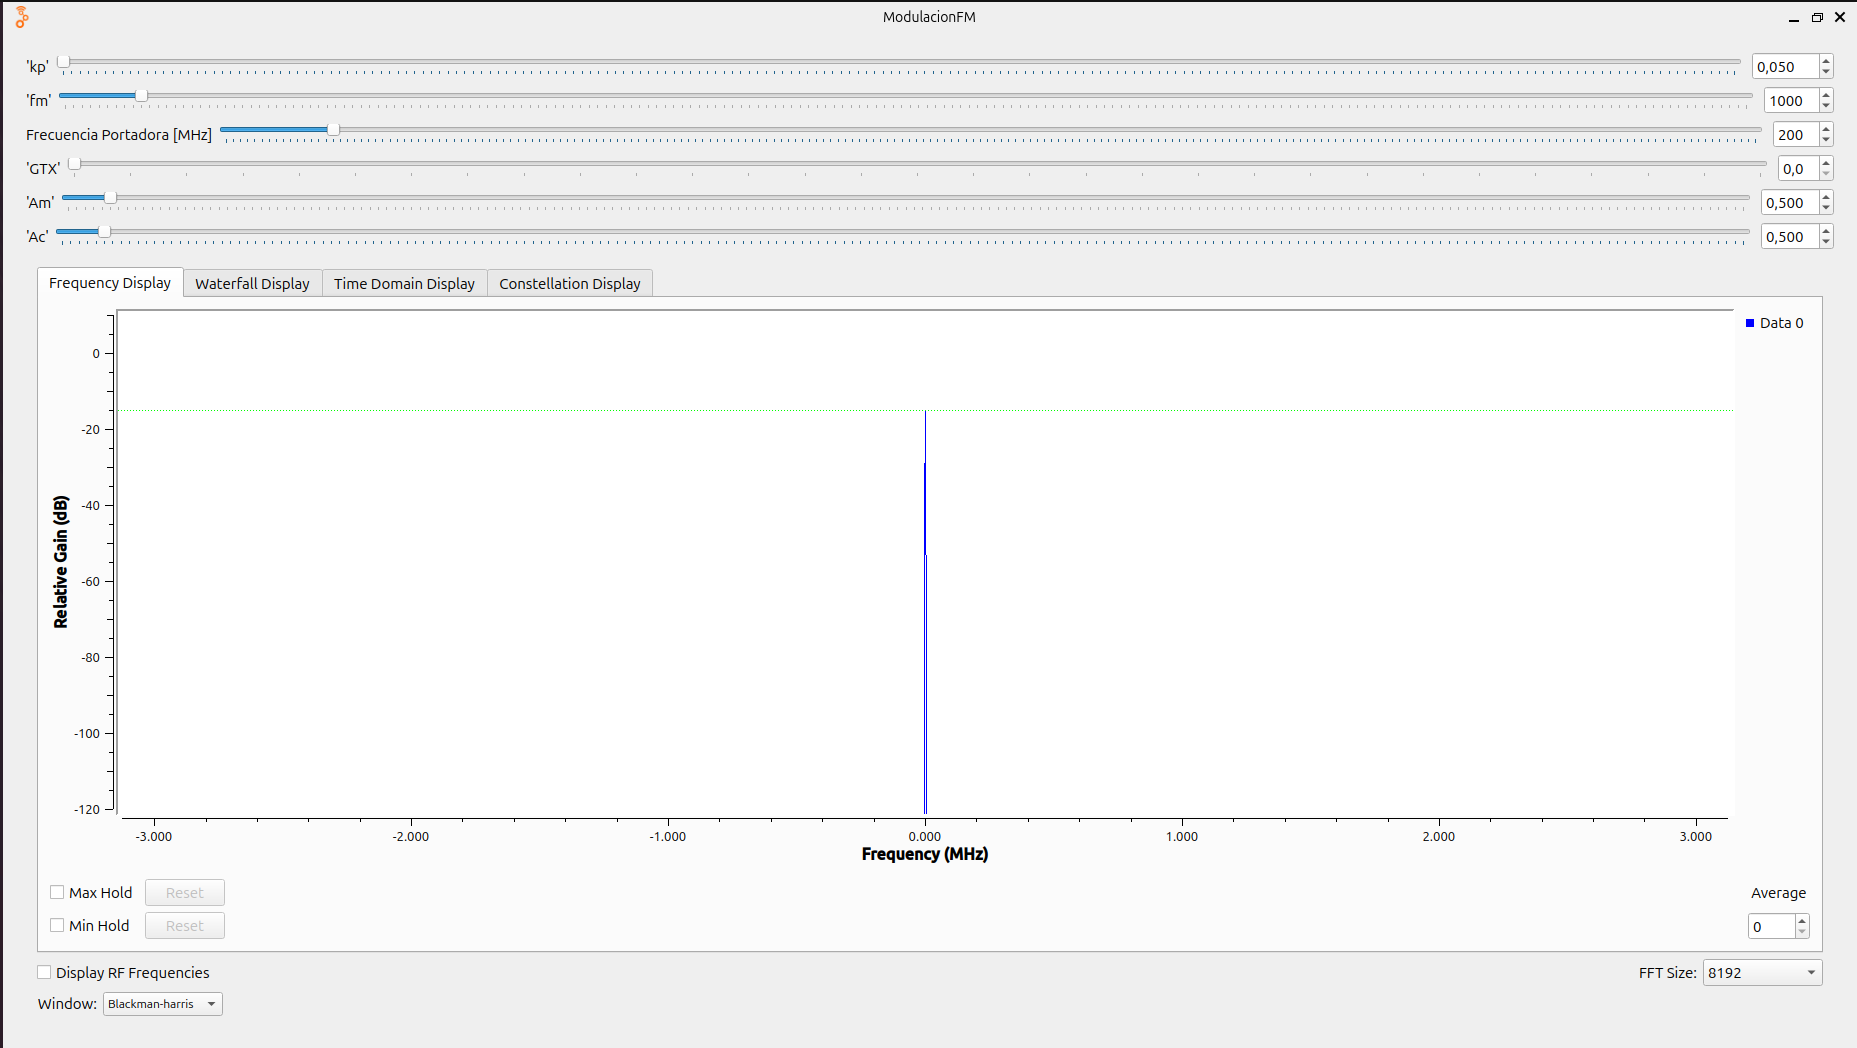 ModulacionFM
'kp' 0,050
'fm' 1000
Frecuencia Portadora [MHz] 200
'GTX' 0,0
'Am' 0,500
'Ac' 0,500
Frequency Display Waterfall Display Time Domain Display Constellation Display
Data 0
0
-20
-40
-60
-80
-100
-120
Relative Gain (dB)
-3.000 -2.000 -1.000 0.000 1.000 2.000 3.000
Frequency (MHz)
Max Hold Reset Average
Min Hold Reset 0
Display RF Frequencies FFT Size: 8192
Window: Blackman-harris